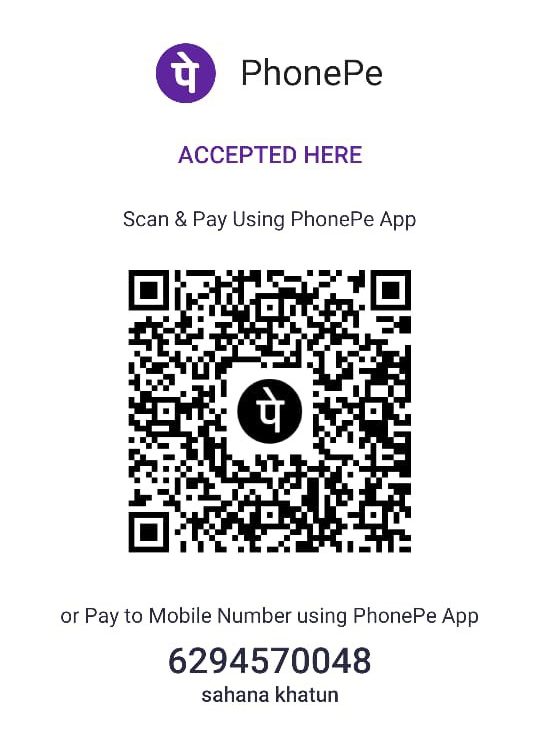 पे PhonePe
ACCEPTED HERE
Scan & Pay Using PhonePe App
पे
or Pay to Mobile Number using PhonePe App
6294570048
sahana khatun